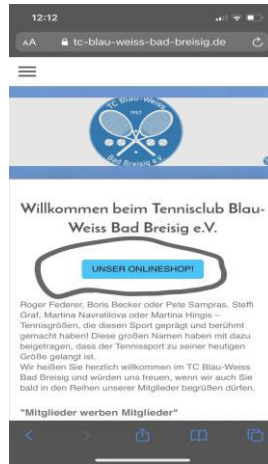 12:12
AA tc-blau-weiss-bad-breisig.de
TC Blau-Weiss
1957
Bad Breisig e.V.
Willkommen beim Tennisclub Blau-
Weiss Bad Breisig e.V.
UNSER ONLINESHOP!
Roger Federer, Boris Becker oder Pete Sampras, Steffi
Graf, Martina Navratilova oder Martina Hingis –
Tennisgrößen, die diesen Sport geprägt und berühmt
gemacht haben! Diese großen Namen haben mit dazu
beigetragen, dass der Tennissport zu seiner heutigen
Größe gelangt ist.
Wir heißen Sie herzlich willkommen im TC Blau-Weiss
Bad Breisig und würden uns freuen, wenn wir auch Sie
bald in den Reihen unserer Mitglieder begrüßen dürfen.
"Mitglieder werben Mitglieder"